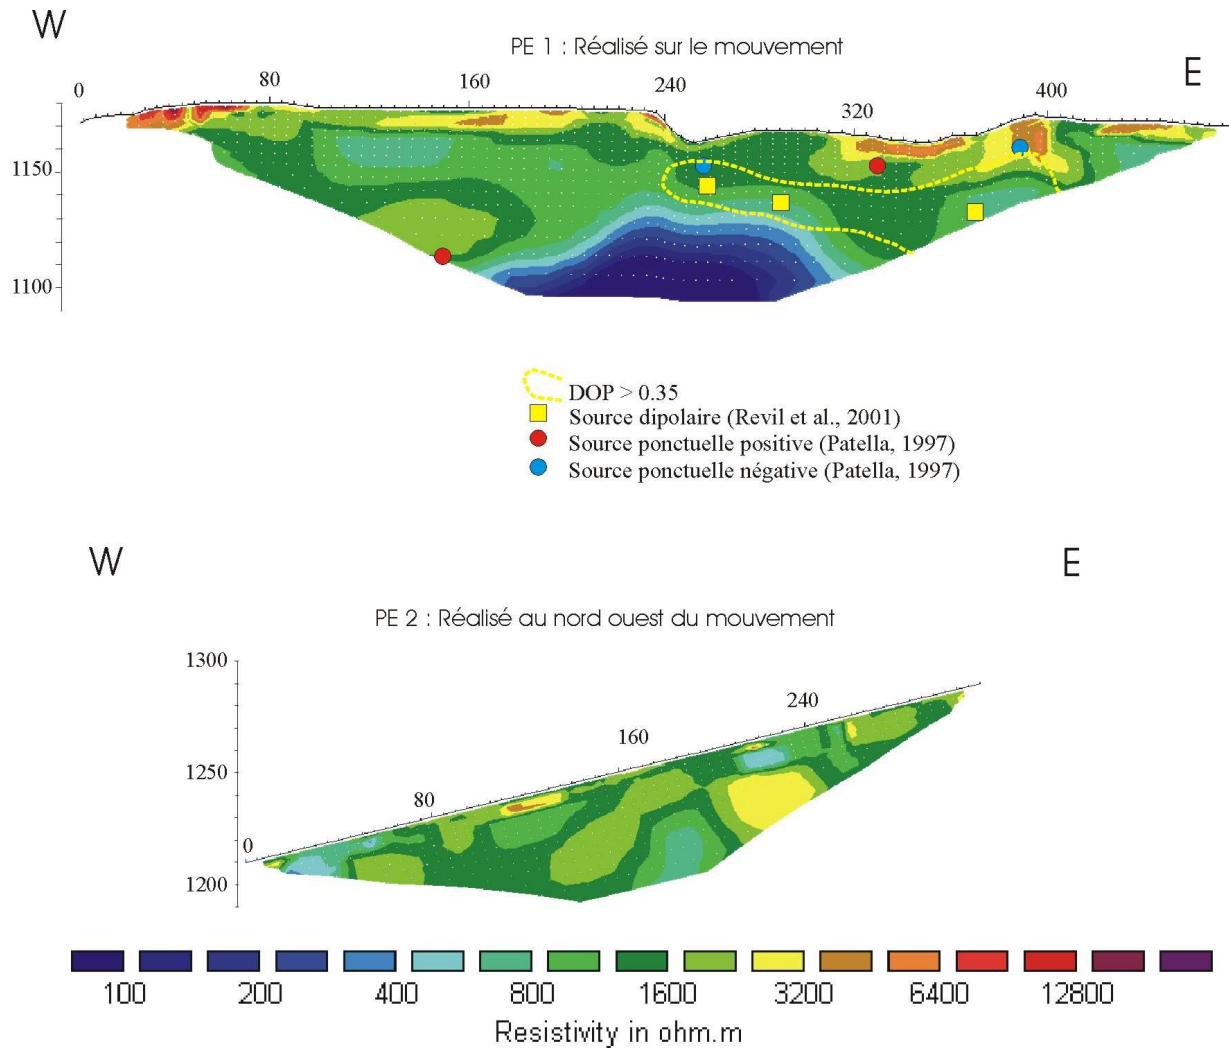 W
PE 1 : Réalisé sur le mouvement
E
0 80 160 240 320 400
1150
1100
DOP > 0.35
Source dipolaire (Revil et al., 2001)
Source ponctuelle positive (Patella, 1997)
Source ponctuelle négative (Patella, 1997)
W
E
PE 2 : Réalisé au nord ouest du mouvement
1300
1250
1200
0 80 160 240
100 200 400 800 1600 3200 6400 12800
Resistivity in ohm.m